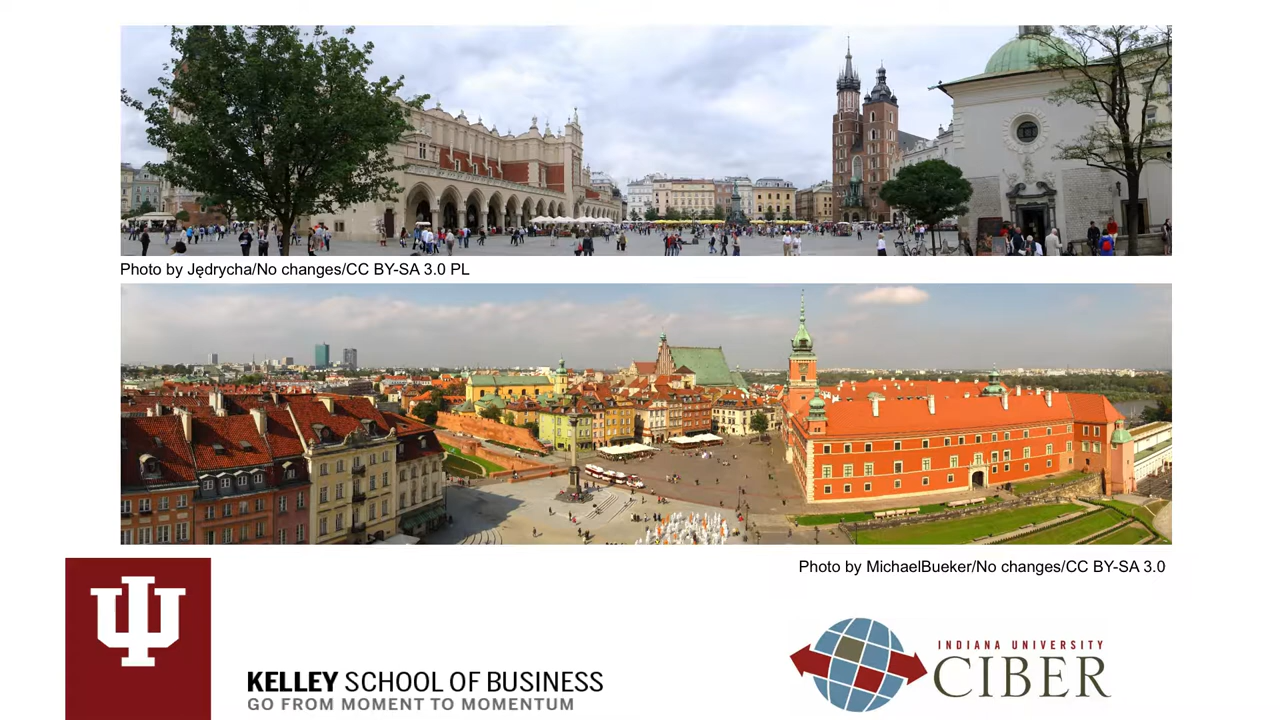 Photo by Jędrycha/No changes/CC BY-SA 3.0 PL
Photo by MichaelBueker/No changes/CC BY-SA 3.0
KELLEY SCHOOL OF BUSINESS
GO FROM MOMENT TO MOMENTUM
INDIANA UNIVERSITY
CIBER